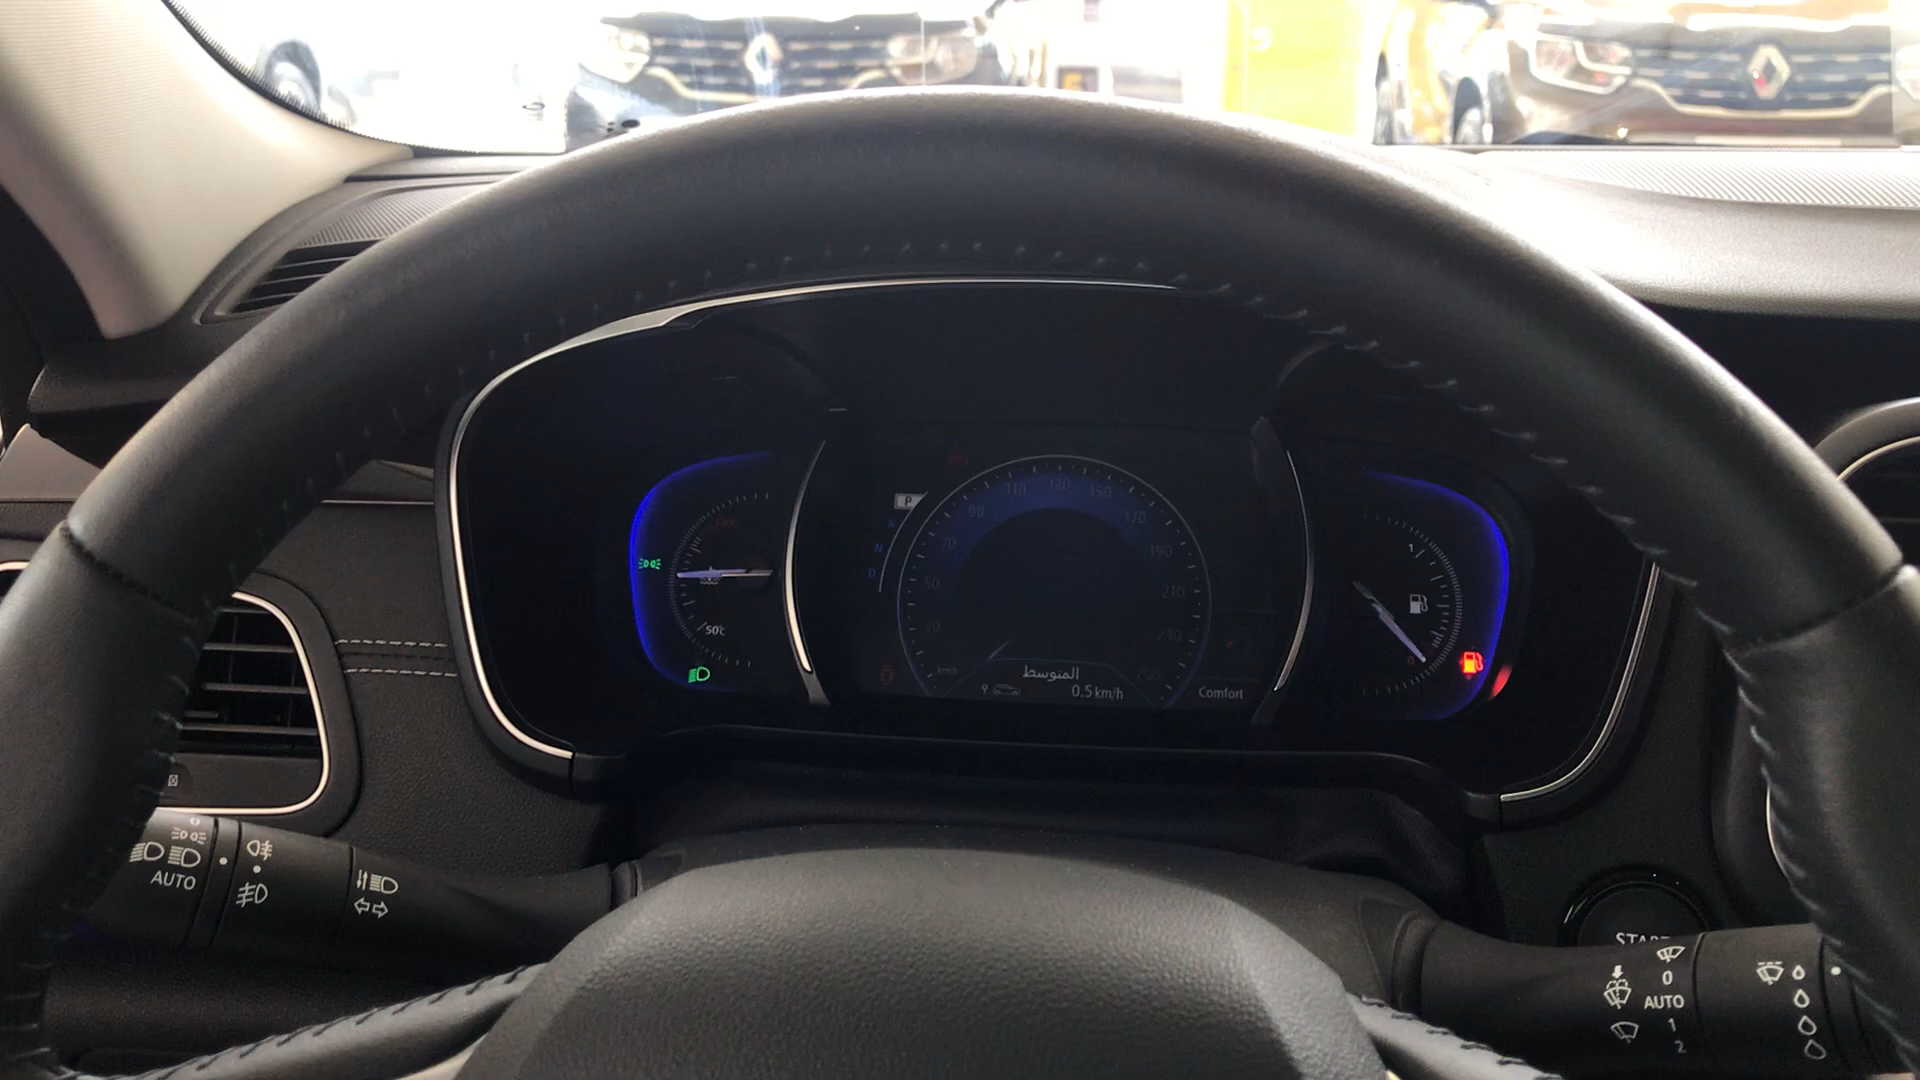 P
R
N
D
50°C
30
50
70
90
110
130
150
170
190
210
230
250
km/h
المتوسط
0.5 km/h
Comfort
1
0
AUTO
START
0
AUTO
1
2